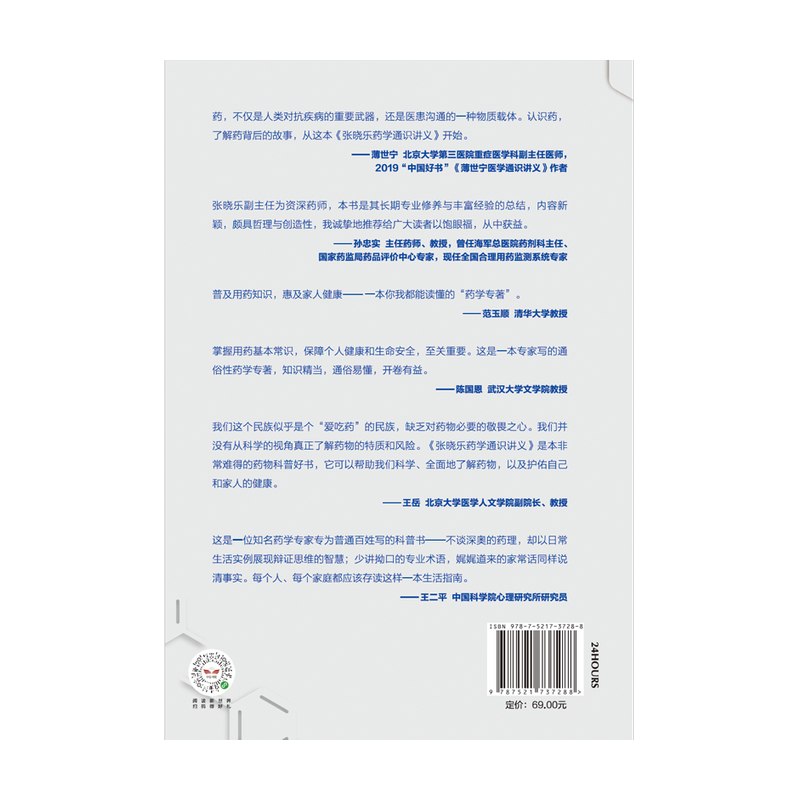 药，不仅是人类对抗疾病的重要武器，还是医患沟通的一种物质载体。认识药，
了解药背后的故事，从这本《张晓乐药学通识讲义》开始。
——薄世宁 北京大学第三医院重症医学科副主任医师，
2019“中国好书”《薄世宁医学通识讲义》作者
张晓乐副主任为资深药师，本书是其长期专业修养与丰富经验的总结，内容新
颖，颇具哲理与创造性，我诚挚地推荐给广大读者以饱眼福，从中获益。
——孙忠实 主任药师、教授，曾任海军总医院药剂科主任、
国家药监局药品评价中心专家，现任全国合理用药监测系统专家
普及用药知识，惠及家人健康——一本你我都能读懂的“药学专著”。
——范玉顺 清华大学教授
掌握用药基本常识，保障个人健康和生命安全，至关重要。这是一本专家写的通
俗性药学专著，知识精当，通俗易懂，开卷有益。
——陈国恩 武汉大学文学院教授
我们这个民族似乎是个“爱吃药”的民族，缺乏对药物必要的敬畏之心。我们并
没有从科学的视角真正了解药物的特质和风险。《张晓乐药学通识讲义》是本非
常难得的药物科普好书，它可以帮助我们科学、全面地了解药物，以及护佑自己
和家人的健康。
——王岳 北京大学医学人文学院副院长、教授
这是一位知名药学专家专为普通百姓写的科普书——不谈深奥的药理，却以日常
生活实例展现辩证思维的智慧；少讲拗口的专业术语，娓娓道来的家常话同样说
清事实。每个人、每个家庭都应该存读这样一本生活指南。
——王二平 中国科学院心理研究所研究员
ISBN 978-7-5217-3728-8
24HOURS
9 787521 737288 >
定价：69.00元